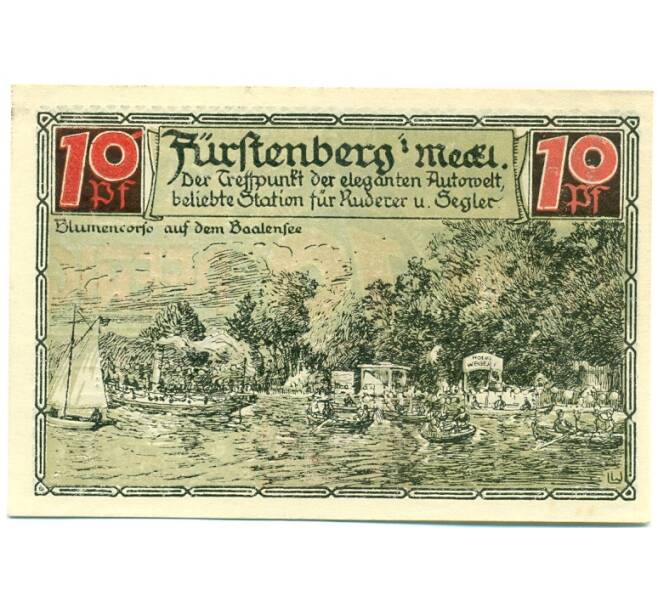 10 Pf
Fürstenberg i Meckl.
10 Pf
Der Treffpunkt der eleganten Autowelt,
beliebte Station für Ruderer u. Segler
Blumencorso auf dem Baalensee
LW